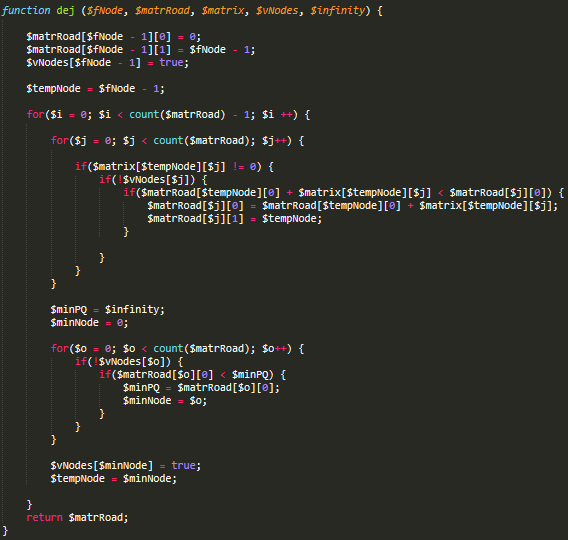 function dej ($fNode, $matrRoad, $matrix, $vNodes, $infinity) {
$matrRoad[$fNode - 1][0] = 0;
$matrRoad[$fNode - 1][1] = $fNode - 1;
$vNodes[$fNode - 1] = true;
$tempNode = $fNode - 1;
for($i = 0; $i < count($matrRoad) - 1; $i ++) {
for($j = 0; $j < count($matrRoad); $j++) {
if($matrix[$tempNode][$j] != 0) {
if(!$vNodes[$j]) {
if($matrRoad[$tempNode][0] + $matrix[$tempNode][$j] < $matrRoad[$j][0]) {
$matrRoad[$j][0] = $matrRoad[$tempNode][0] + $matrix[$tempNode][$j];
$matrRoad[$j][1] = $tempNode;
}
}
}
}
$minPQ = $infinity;
$minNode = 0;
for($o = 0; $o < count($matrRoad); $o++) {
if(!$vNodes[$o]) {
if($matrRoad[$o][0] < $minPQ) {
$minPQ = $matrRoad[$o][0];
$minNode = $o;
}
}
}
$vNodes[$minNode] = true;
$tempNode = $minNode;
}
return $matrRoad;
}